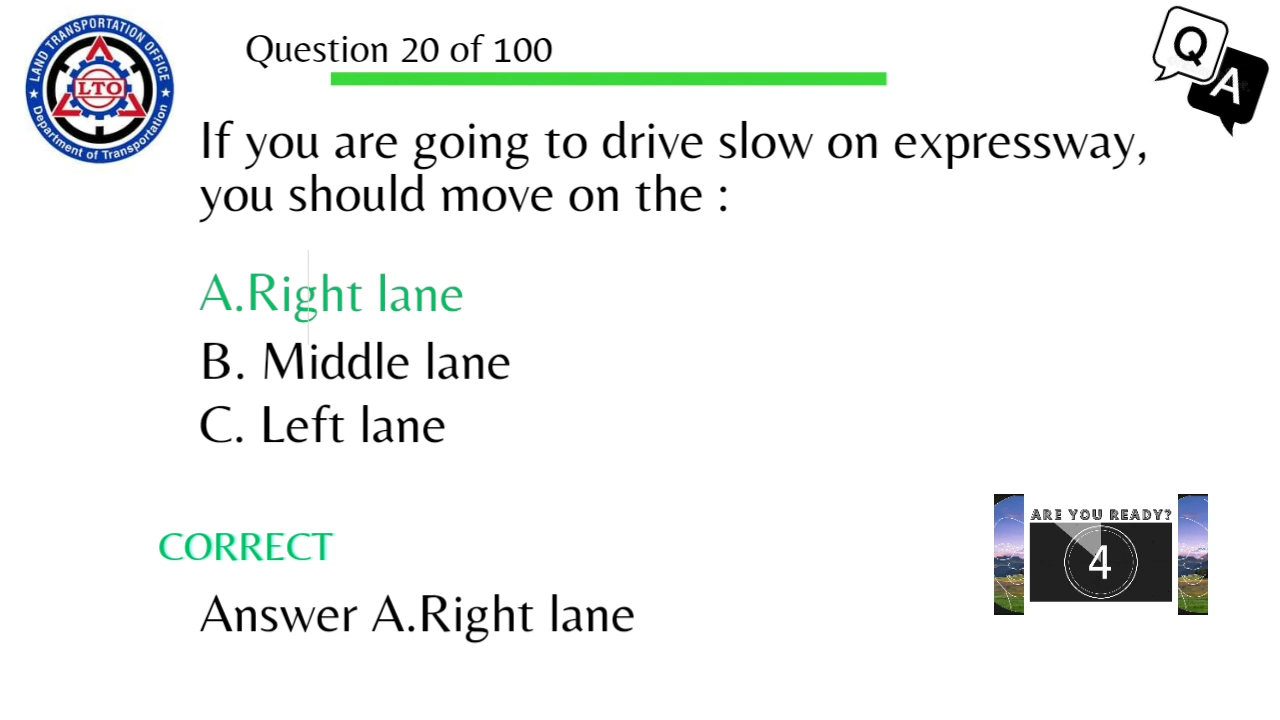 LAND TRANSPORTATION OFFICE
LTO
Department of Transportation
Question 20 of 100
Q
A
If you are going to drive slow on expressway,
you should move on the :
A.Right lane
B. Middle lane
C. Left lane
ARE YOU READY?
4
CORRECT
Answer A.Right lane